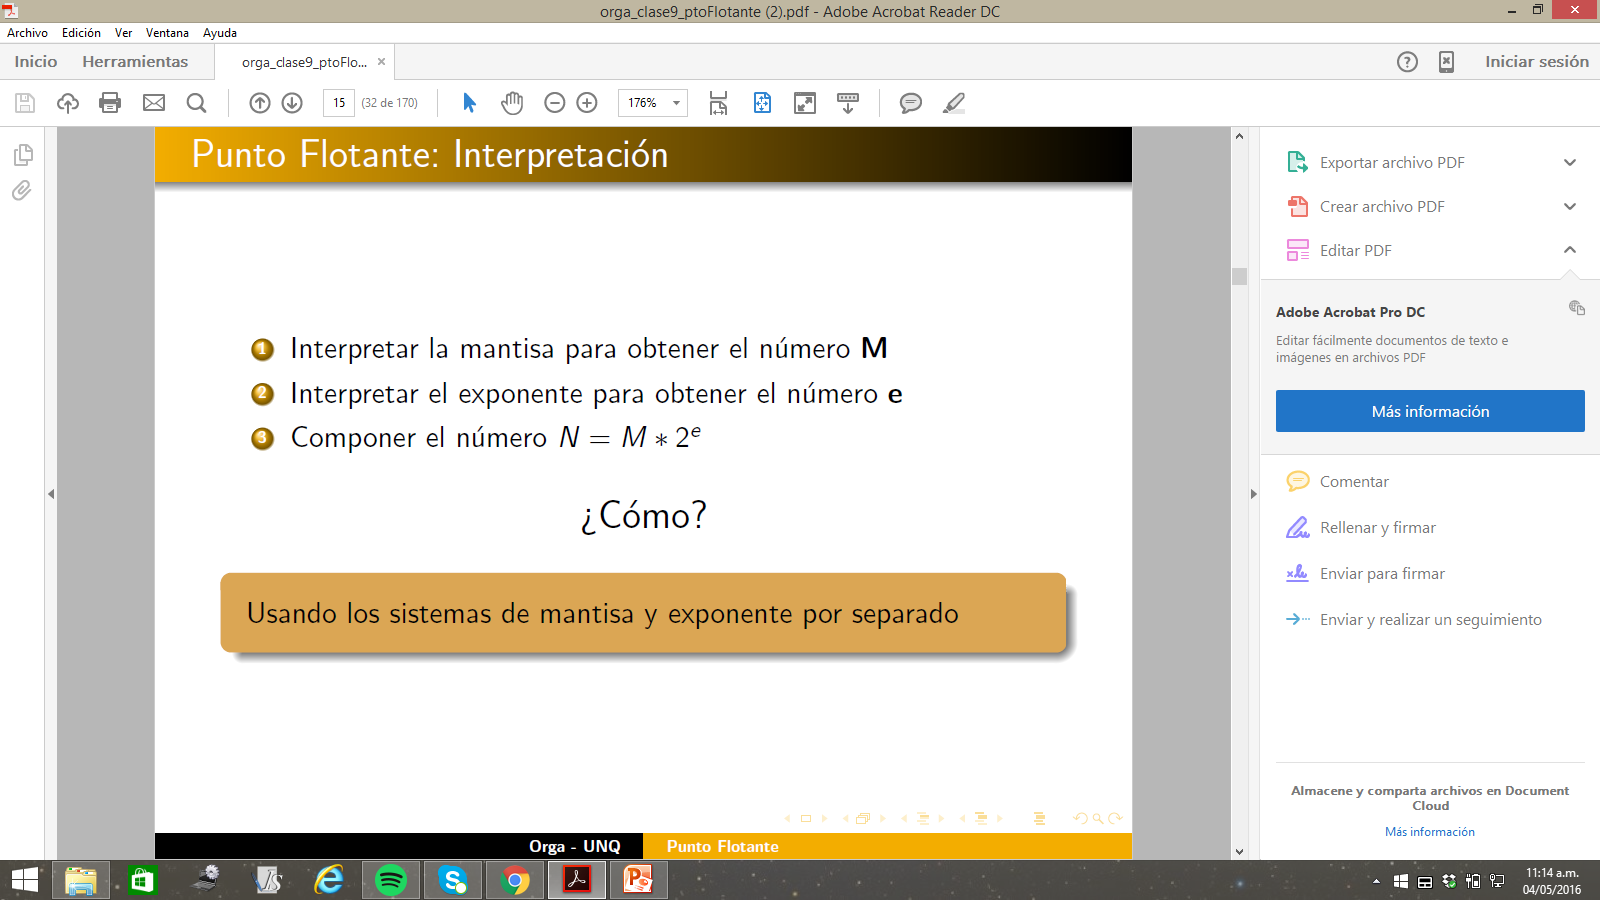 orga_clase9_ptoFlotante (2).pdf - Adobe Acrobat Reader DC
Archivo Edición Ver Ventana Ayuda
Inicio Herramientas orga_clase9_ptoFlo... × Iniciar sesión
15 (32 de 170) 176%
Punto Flotante: Interpretación
1 Interpretar la mantisa para obtener el número M
2 Interpretar el exponente para obtener el número e
3 Componer el número N = M ∗ 2^e
¿Cómo?
Usando los sistemas de mantisa y exponente por separado
Orga - UNQ Punto Flotante
Exportar archivo PDF
Crear archivo PDF
Editar PDF
Adobe Acrobat Pro DC
Editar fácilmente documentos de texto e
imágenes en archivos PDF
Más información
Comentar
Rellenar y firmar
Enviar para firmar
Enviar y realizar un seguimiento
Almacene y comparta archivos en Document
Cloud
Más información
11:14 a.m.
04/05/2016